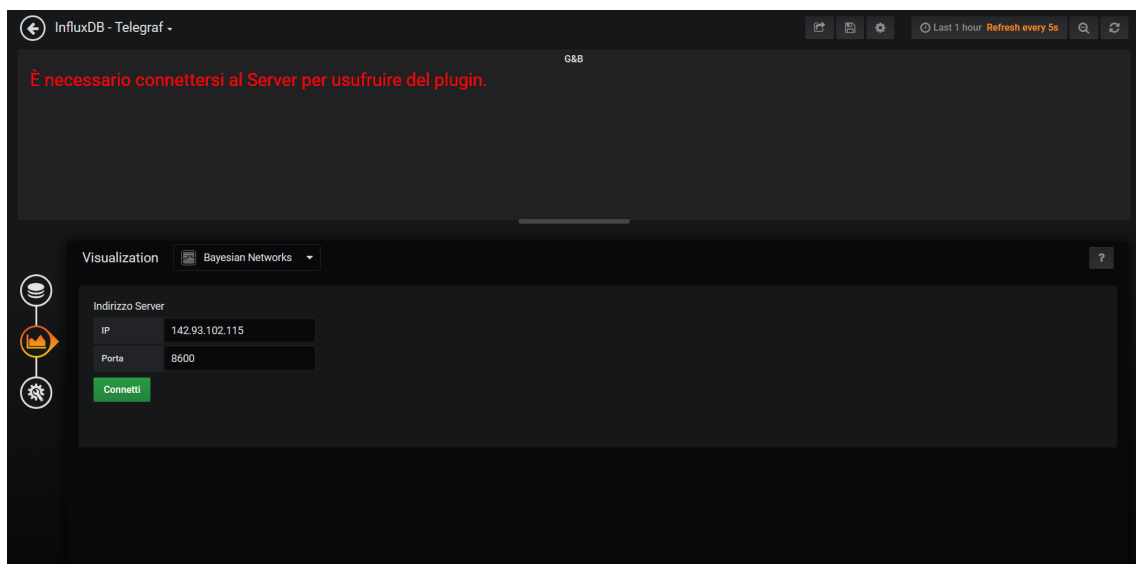 InfluxDB - Telegraf
Last 1 hour Refresh every 5s
G&B
È necessario connettersi al Server per usufruire del plugin.
Visualization
Bayesian Networks
?
Indirizzo Server
IP 142.93.102.115
Porta 8600
Connetti